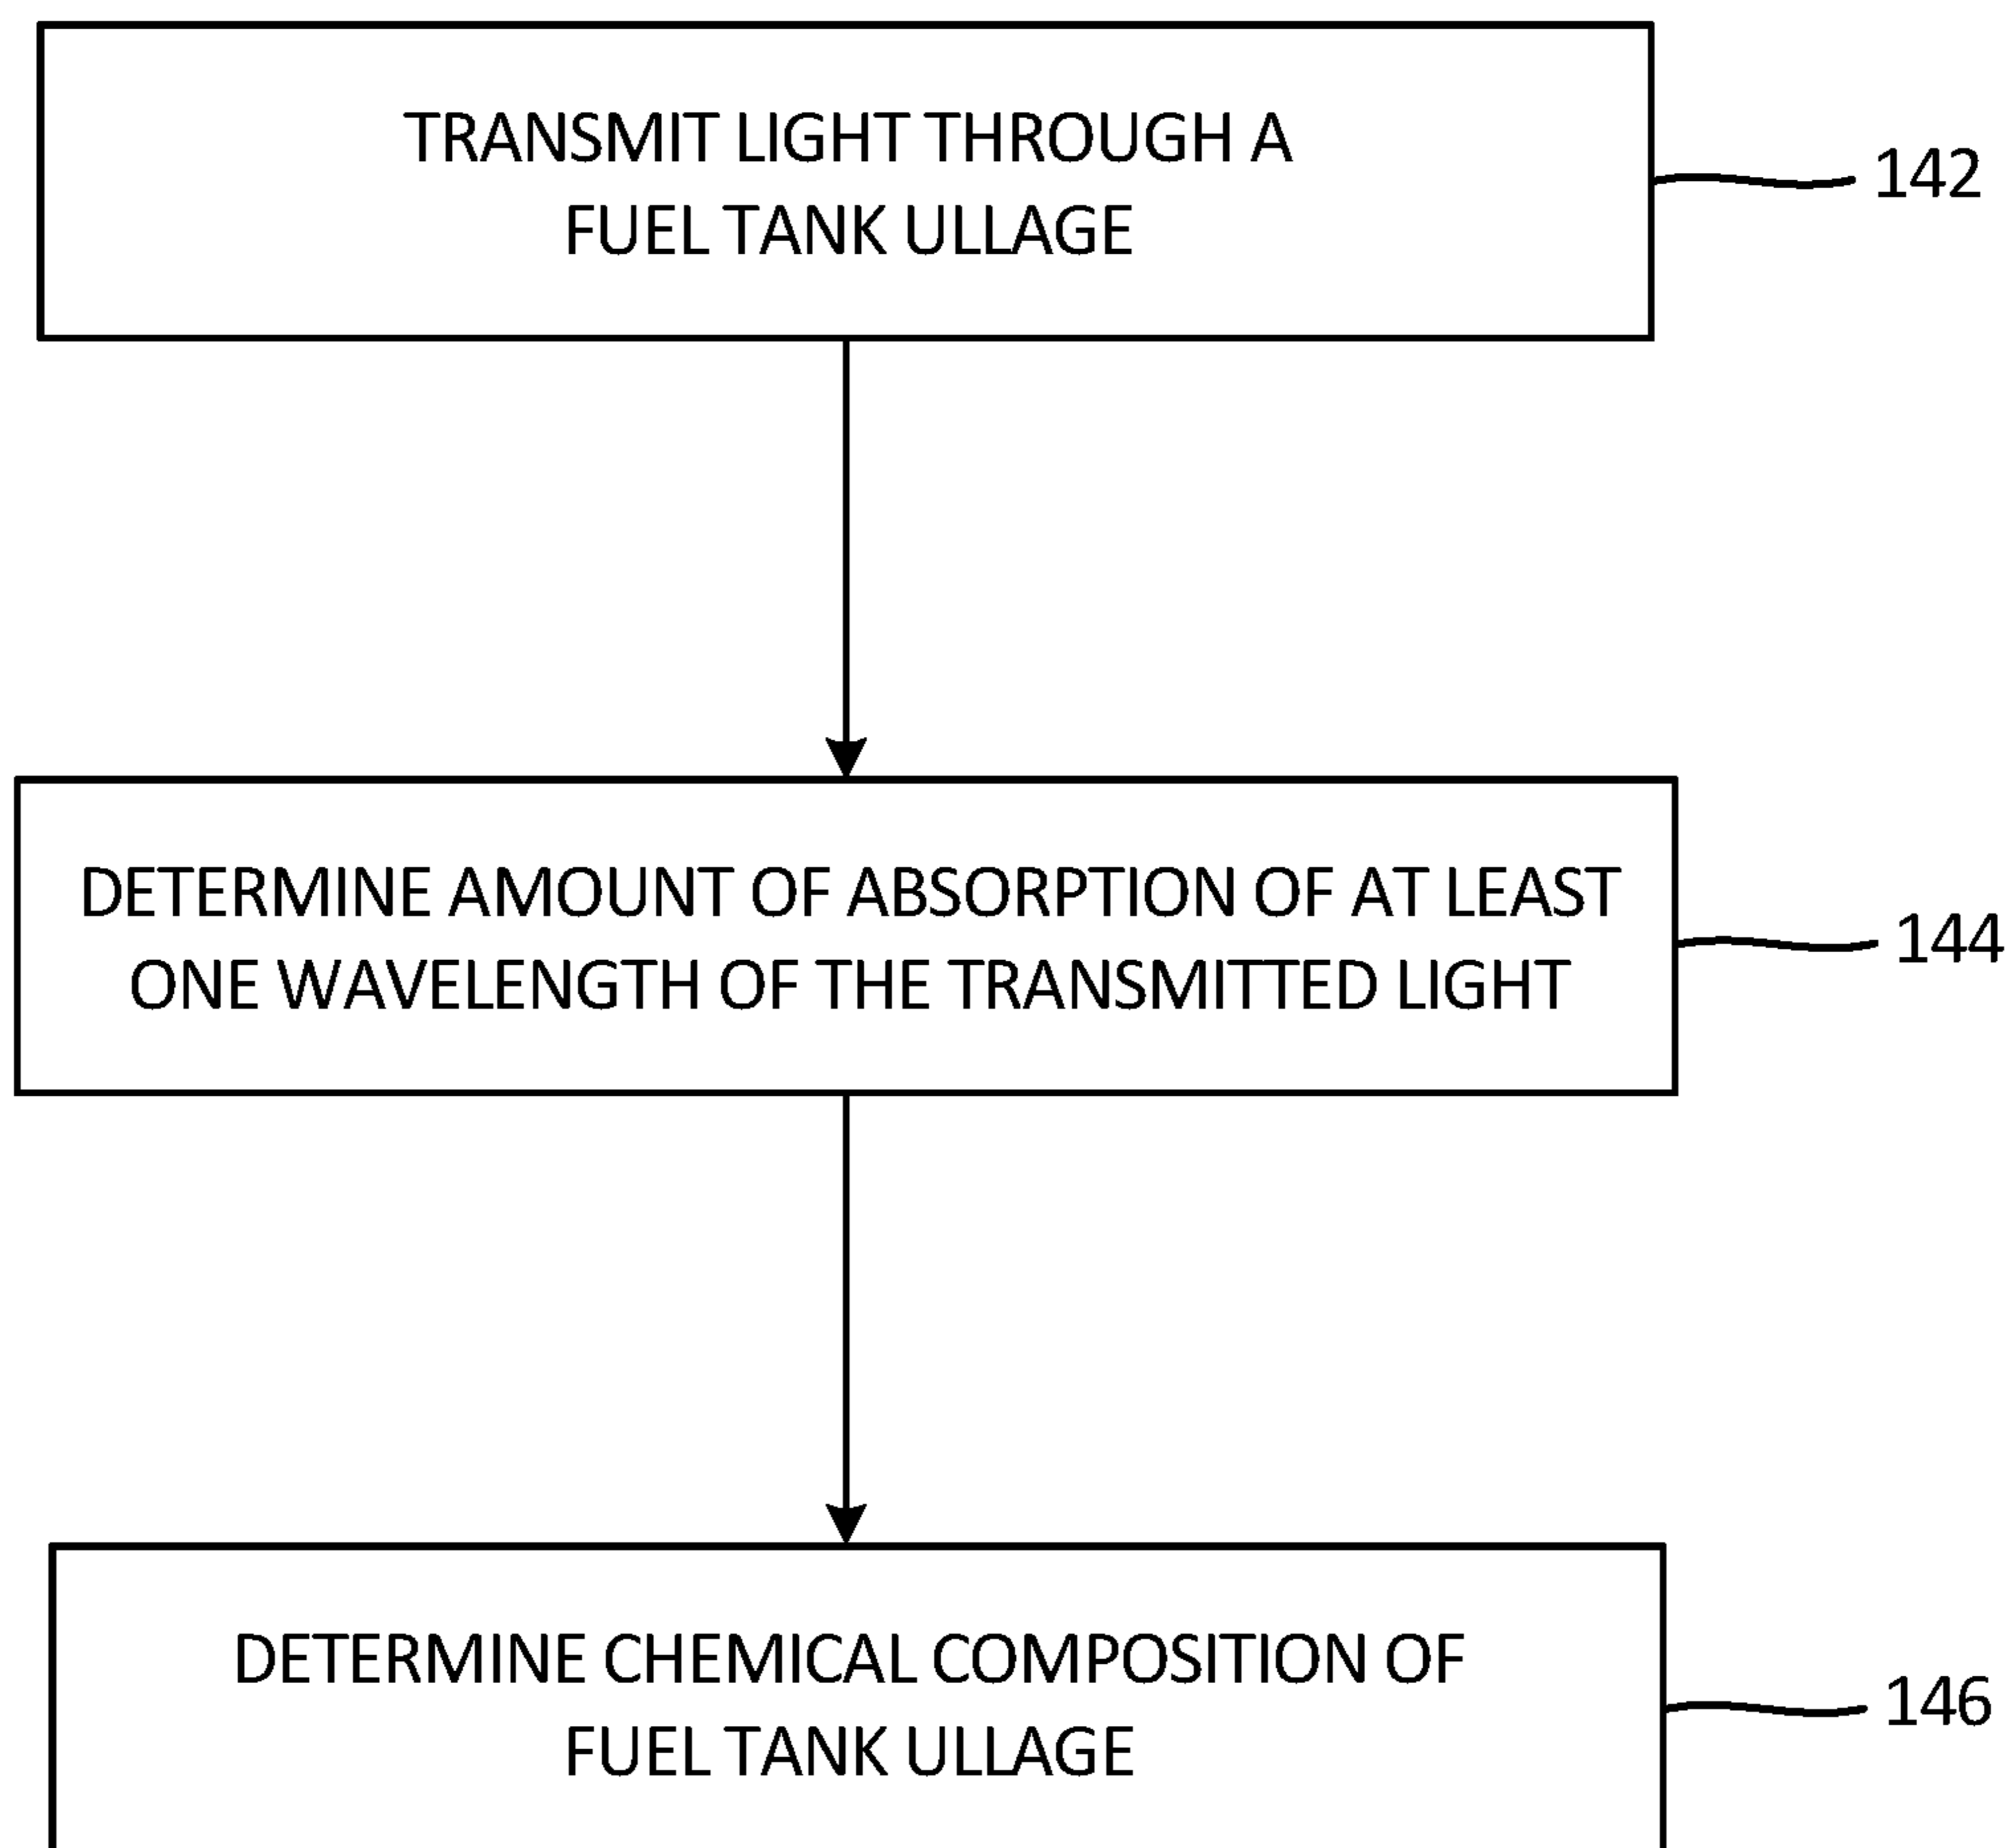 TRANSMIT LIGHT THROUGH A
FUEL TANK ULLAGE
142
DETERMINE AMOUNT OF ABSORPTION OF AT LEAST
ONE WAVELENGTH OF THE TRANSMITTED LIGHT
144
DETERMINE CHEMICAL COMPOSITION OF
FUEL TANK ULLAGE
146